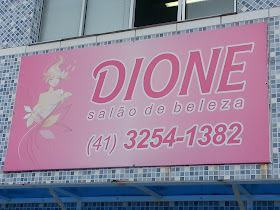 DIONE
salão de beleza
(41) 3254-1382